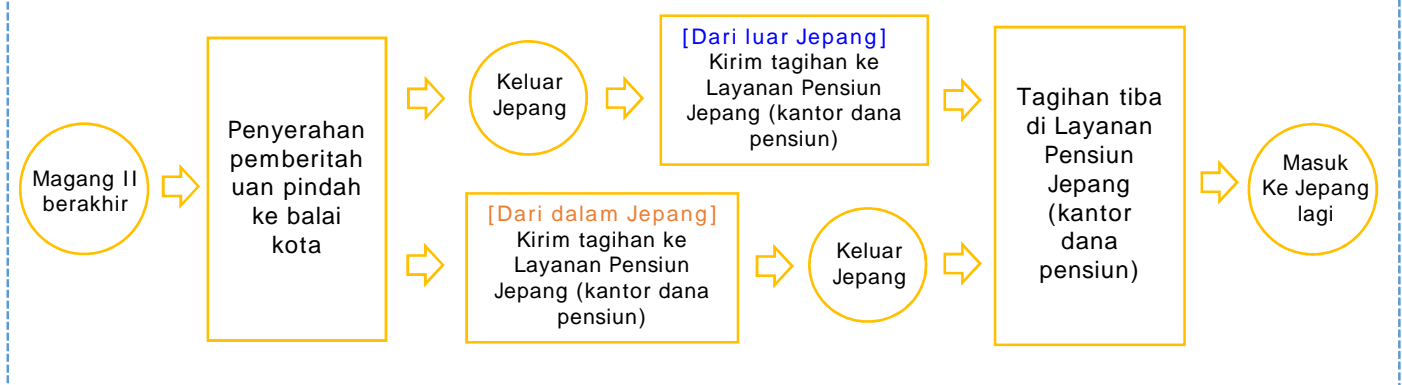 Magang II
berakhir
Penyerahan
pemberitah
uan pindah
ke balai
kota
Keluar
Jepang
[Dari luar Jepang]
Kirim tagihan ke
Layanan Pensiun
Jepang (kantor dana
pensiun)
[Dari dalam Jepang]
Kirim tagihan ke
Layanan Pensiun
Jepang (kantor dana
pensiun)
Keluar
Jepang
Tagihan tiba
di Layanan
Pensiun
Jepang
(kantor
dana
pensiun)
Masuk
Ke Jepang
lagi